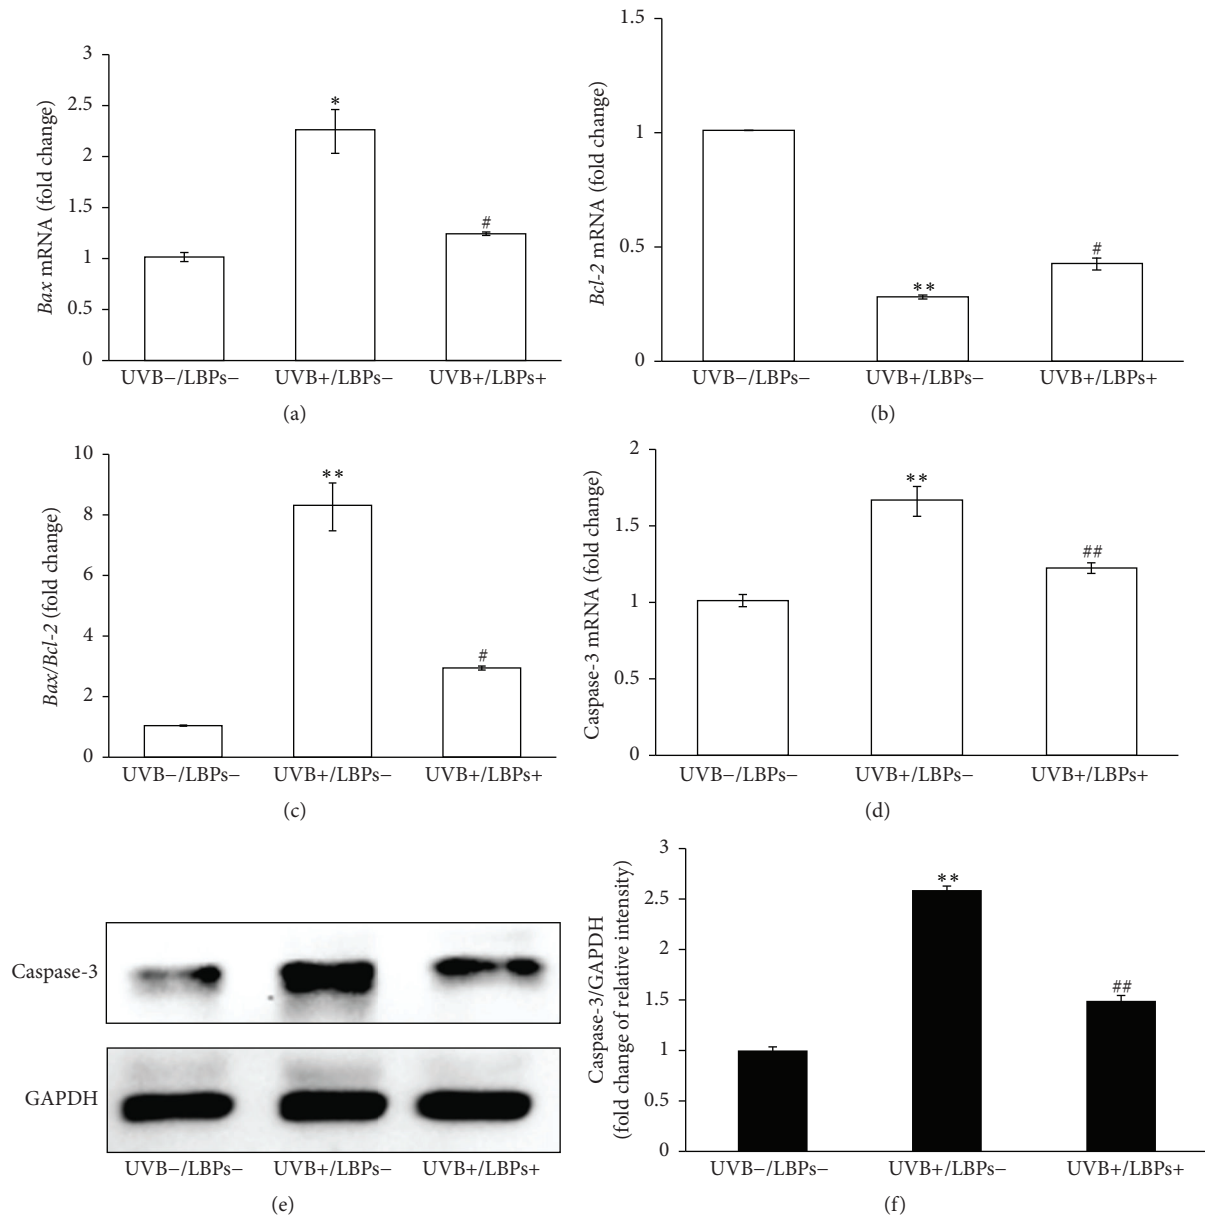 3
2.5
2
1.5
1
0.5
0
Bax mRNA (fold change)
*
#
UVB−/LBPs−
UVB+/LBPs−
UVB+/LBPs+
(a)
1.5
1
0.5
0
Bcl-2 mRNA (fold change)
**
#
UVB−/LBPs−
UVB+/LBPs−
UVB+/LBPs+
(b)
10
8
6
4
2
0
Bax/Bcl-2 (fold change)
**
#
UVB−/LBPs−
UVB+/LBPs−
UVB+/LBPs+
(c)
2
1.5
1
0.5
0
Caspase-3 mRNA (fold change)
**
##
UVB−/LBPs−
UVB+/LBPs−
UVB+/LBPs+
(d)
Caspase-3
GAPDH
UVB−/LBPs−
UVB+/LBPs−
UVB+/LBPs+
(e)
3
2.5
2
1.5
1
0.5
0
Caspase-3/GAPDH
(fold change of relative intensity)
**
##
UVB−/LBPs−
UVB+/LBPs−
UVB+/LBPs+
(f)